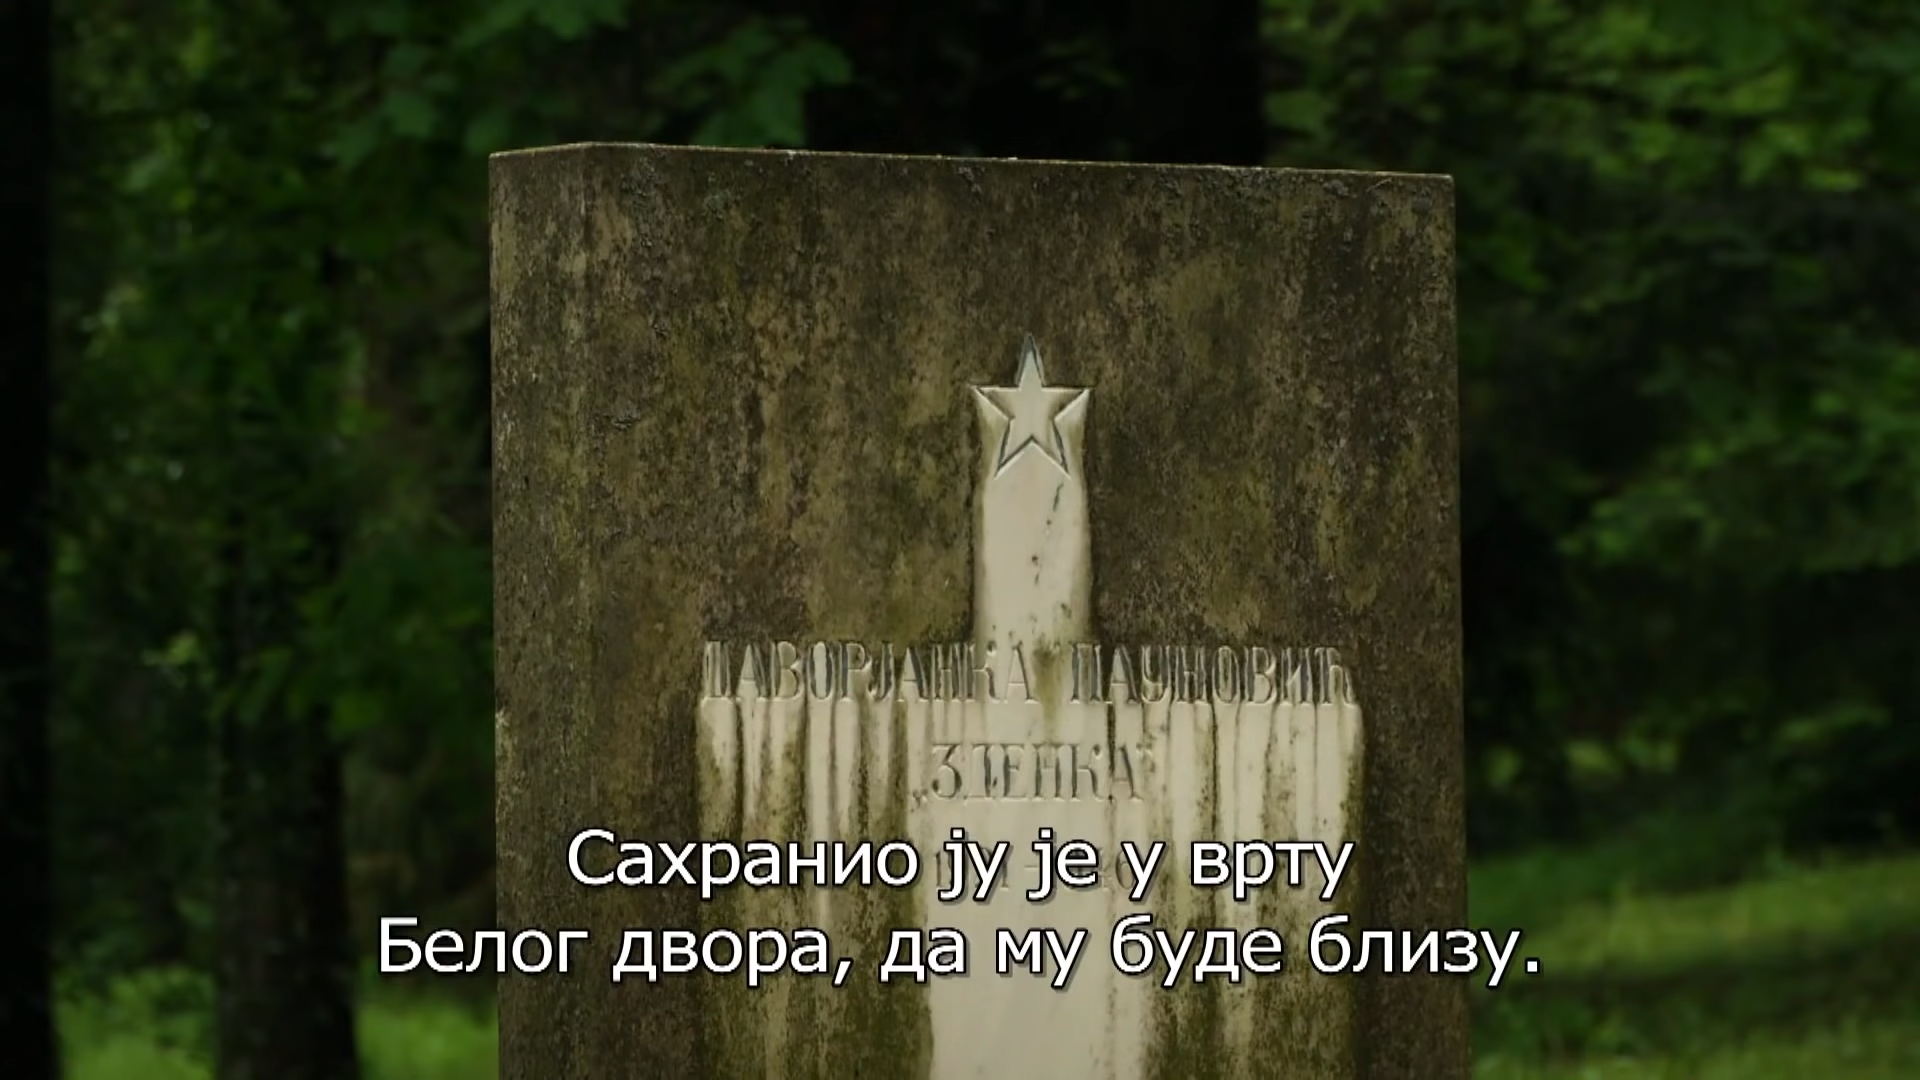 ДАВОРЈАНКА ПАУНОВИЋ
„ЗДЕНКА"
Сахранио ју је у врту
Белог двора, да му буде близу.